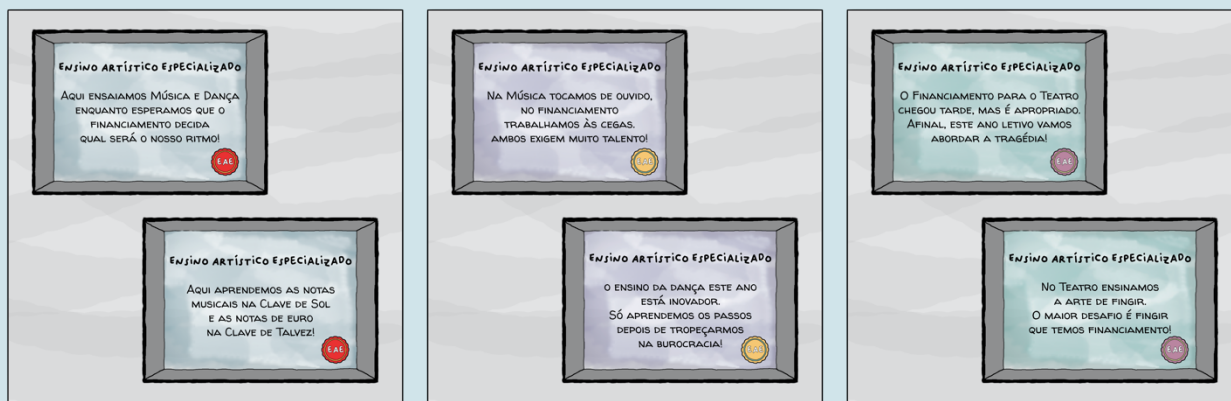 ENSINO ARTÍSTICO ESPECIALIZADO
AQUI ENSAIAMOS MÚSICA E DANÇA
ENQUANTO ESPERAMOS QUE O
FINANCIAMENTO DECIDA
QUAL SERÁ O NOSSO RITMO!
EAE
ENSINO ARTÍSTICO ESPECIALIZADO
AQUI APRENDEMOS AS NOTAS
MUSICAIS NA CLAVE DE SOL
E AS NOTAS DE EURO
NA CLAVE DE TALVEZ!
EAE
ENSINO ARTÍSTICO ESPECIALIZADO
NA MÚSICA TOCAMOS DE OUVIDO,
NO FINANCIAMENTO
TRABALHAMOS ÀS CEGAS.
AMBOS EXIGEM MUITO TALENTO!
EAE
ENSINO ARTÍSTICO ESPECIALIZADO
O ENSINO DA DANÇA ESTE ANO
ESTÁ INOVADOR.
SÓ APRENDEMOS OS PASSOS
DEPOIS DE TROPEÇARMOS
NA BUROCRACIA!
EAE
ENSINO ARTÍSTICO ESPECIALIZADO
O FINANCIAMENTO PARA O TEATRO
CHEGOU TARDE, MAS É APROPRIADO.
AFINAL, ESTE ANO LETIVO VAMOS
ABORDAR A TRAGÉDIA!
EAE
ENSINO ARTÍSTICO ESPECIALIZADO
NO TEATRO ENSINAMOS
A ARTE DE FINGIR.
O MAIOR DESAFIO É FINGIR
QUE TEMOS FINANCIAMENTO!
EAE